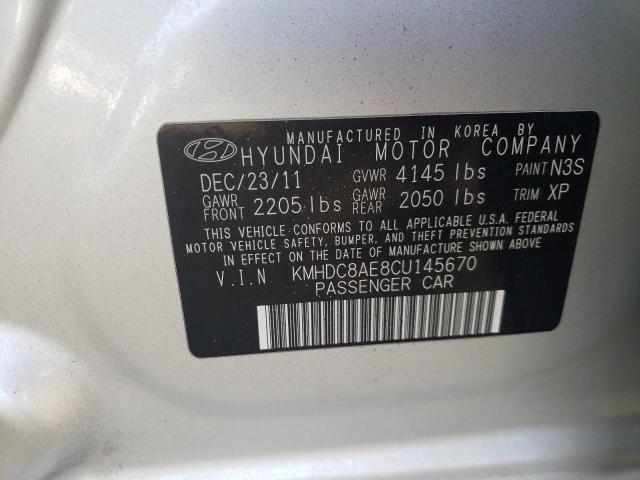 MANUFACTURED IN KOREA BY
HYUNDAI MOTOR COMPANY
DEC/23/11 GVWR 4145 lbs PAINT N3S
GAWR FRONT 2205 lbs GAWR REAR 2050 lbs TRIM XP
THIS VEHICLE CONFORMS TO ALL APPLICABLE U.S.A. FEDERAL
MOTOR VEHICLE SAFETY, BUMPER, AND THEFT PREVENTION STANDARDS
IN EFFECT ON THE DATE OF MANUFACTURE SHOWN ABOVE.
V.I.N KMHDC8AE8CU145670
PASSENGER CAR